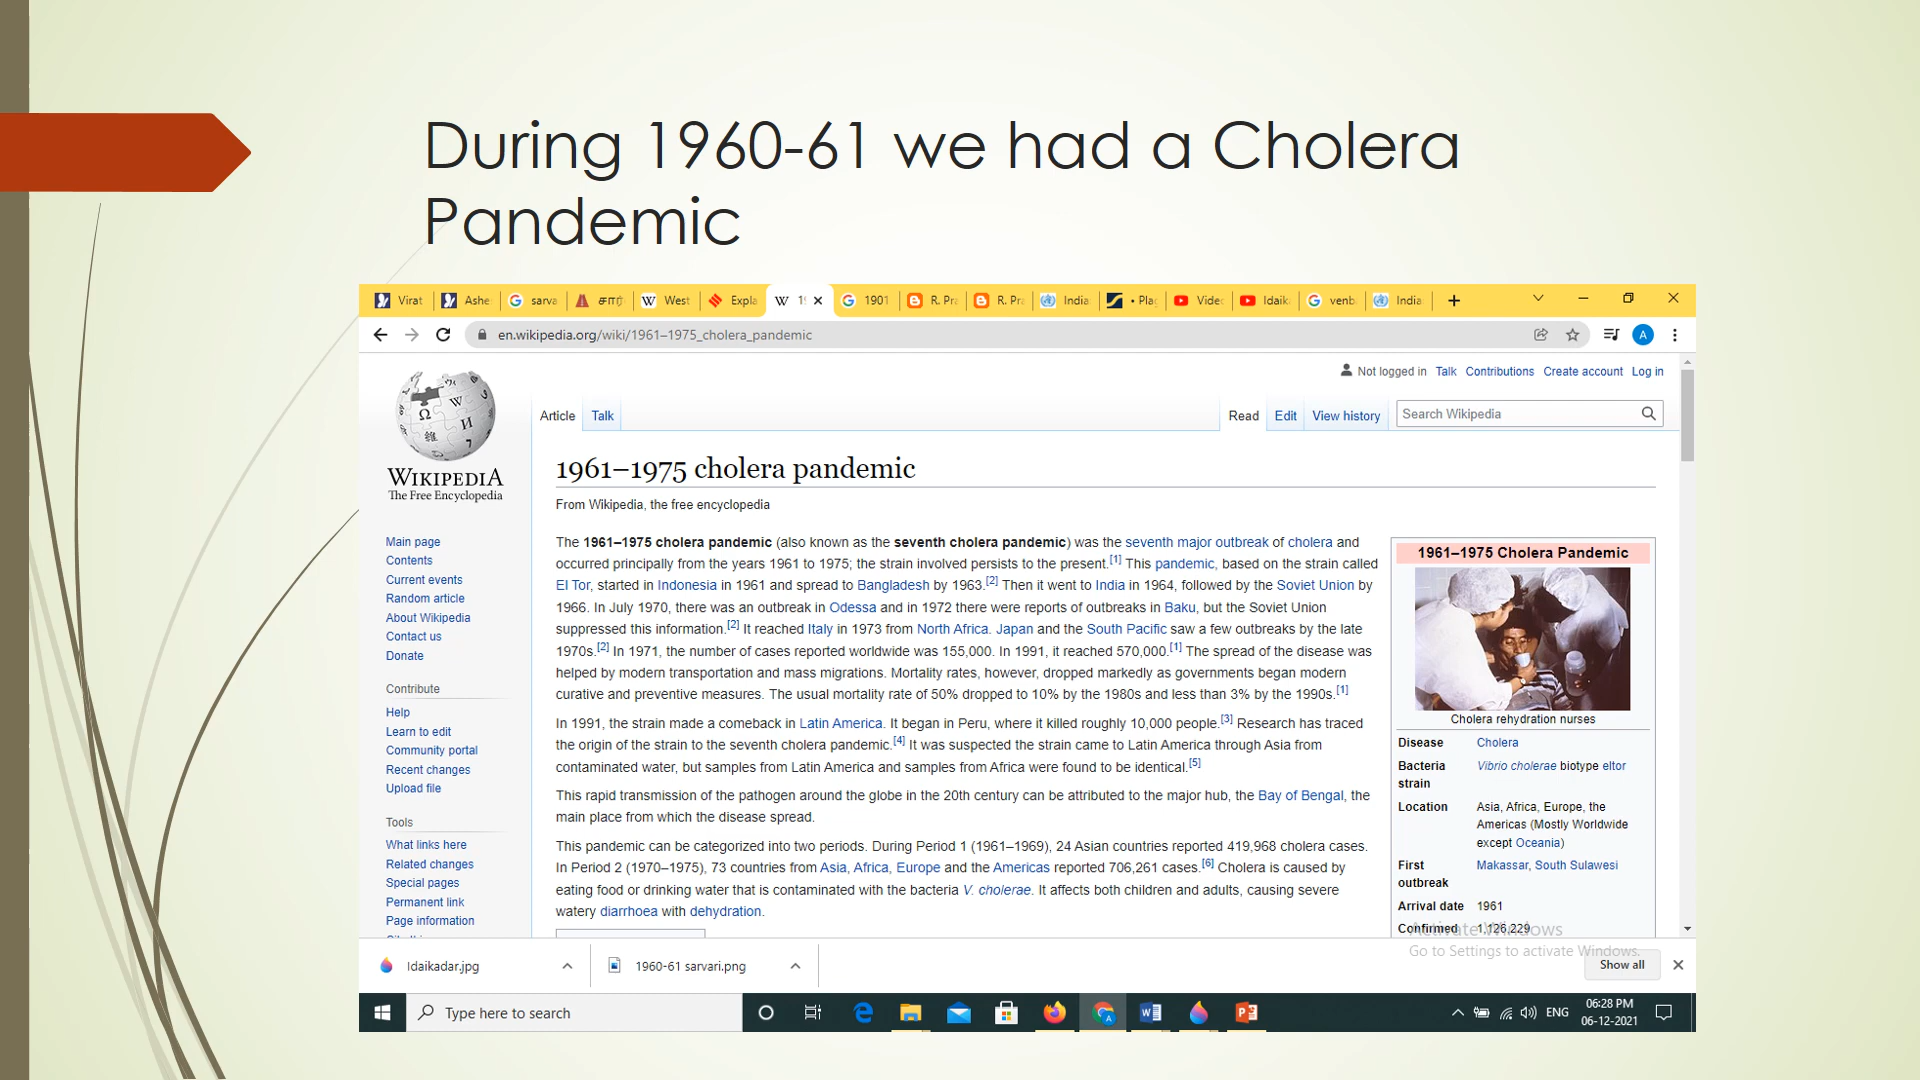 During 1960-61 we had a Cholera
Pandemic
Virat
Ashe
sarva
சார்
West
Expla
19
1901
R. Pra
R. Pra
India
• Plag
Video
Idaik
venb
India
en.wikipedia.org/wiki/1961–1975_cholera_pandemic
A
Not logged in Talk Contributions Create account Log in
Article Talk
Read Edit View history
Search Wikipedia
WIKIPEDIA
The Free Encyclopedia
Main page
Contents
Current events
Random article
About Wikipedia
Contact us
Donate
Contribute
Help
Learn to edit
Community portal
Recent changes
Upload file
Tools
What links here
Related changes
Special pages
Permanent link
Page information
1961–1975 cholera pandemic
From Wikipedia, the free encyclopedia
The 1961–1975 cholera pandemic (also known as the seventh cholera pandemic) was the seventh major outbreak of cholera and
occurred principally from the years 1961 to 1975; the strain involved persists to the present.[1] This pandemic, based on the strain called
El Tor, started in Indonesia in 1961 and spread to Bangladesh by 1963.[2] Then it went to India in 1964, followed by the Soviet Union by
1966. In July 1970, there was an outbreak in Odessa and in 1972 there were reports of outbreaks in Baku, but the Soviet Union
suppressed this information.[2] It reached Italy in 1973 from North Africa. Japan and the South Pacific saw a few outbreaks by the late
1970s.[2] In 1971, the number of cases reported worldwide was 155,000. In 1991, it reached 570,000.[1] The spread of the disease was
helped by modern transportation and mass migrations. Mortality rates, however, dropped markedly as governments began modern
curative and preventive measures. The usual mortality rate of 50% dropped to 10% by the 1980s and less than 3% by the 1990s.[1]
In 1991, the strain made a comeback in Latin America. It began in Peru, where it killed roughly 10,000 people.[3] Research has traced
the origin of the strain to the seventh cholera pandemic.[4] It was suspected the strain came to Latin America through Asia from
contaminated water, but samples from Latin America and samples from Africa were found to be identical.[5]
This rapid transmission of the pathogen around the globe in the 20th century can be attributed to the major hub, the Bay of Bengal, the
main place from which the disease spread.
This pandemic can be categorized into two periods. During Period 1 (1961–1969), 24 Asian countries reported 419,968 cholera cases.
In Period 2 (1970–1975), 73 countries from Asia, Africa, Europe and the Americas reported 706,261 cases.[6] Cholera is caused by
eating food or drinking water that is contaminated with the bacteria V. cholerae. It affects both children and adults, causing severe
watery diarrhoea with dehydration.
1961–1975 Cholera Pandemic
Cholera rehydration nurses
Disease Cholera
Bacteria Vibrio cholerae biotype eltor
strain
Location Asia, Africa, Europe, the
Americas (Mostly Worldwide
except Oceania)
First Makassar, South Sulawesi
outbreak
Arrival date 1961
Confirmed 1,126,229
Activate Windows
Go to Settings to activate Windows.
Idaikadar.jpg
1960-61 sarvari.png
Show all
Type here to search
ENG
06:28 PM
06-12-2021